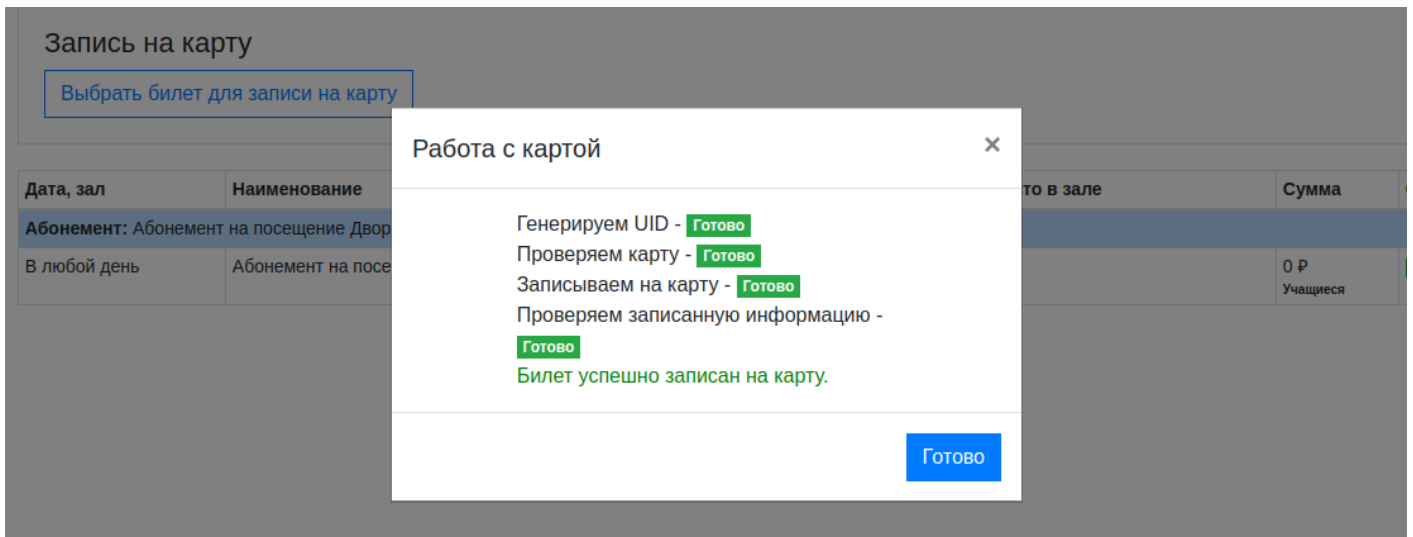 Запись на карту
Выбрать билет для записи на карту
Работа с картой ×
Дата, зал Наименование то в зале Сумма
Абонемент: Абонемент на посещение Двор
В любой день Абонемент на посе 0 ₽
Учащиеся
Генерируем UID - Готово
Проверяем карту - Готово
Записываем на карту - Готово
Проверяем записанную информацию -
Готово
Билет успешно записан на карту.
Готово